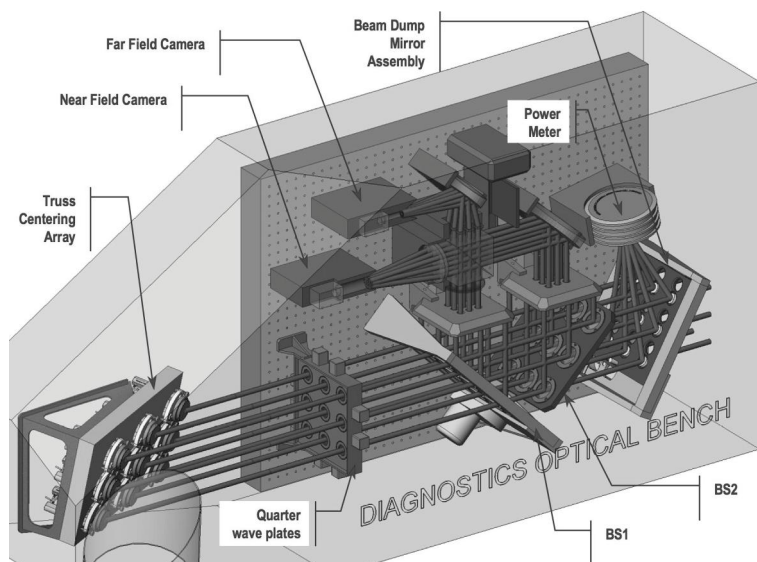 Far Field Camera
Beam Dump
Mirror
Assembly
Near Field Camera
Power
Meter
Truss
Centering
Array
DIAGNOSTICS OPTICAL BENCH
Quarter
wave plates
BS2
BS1